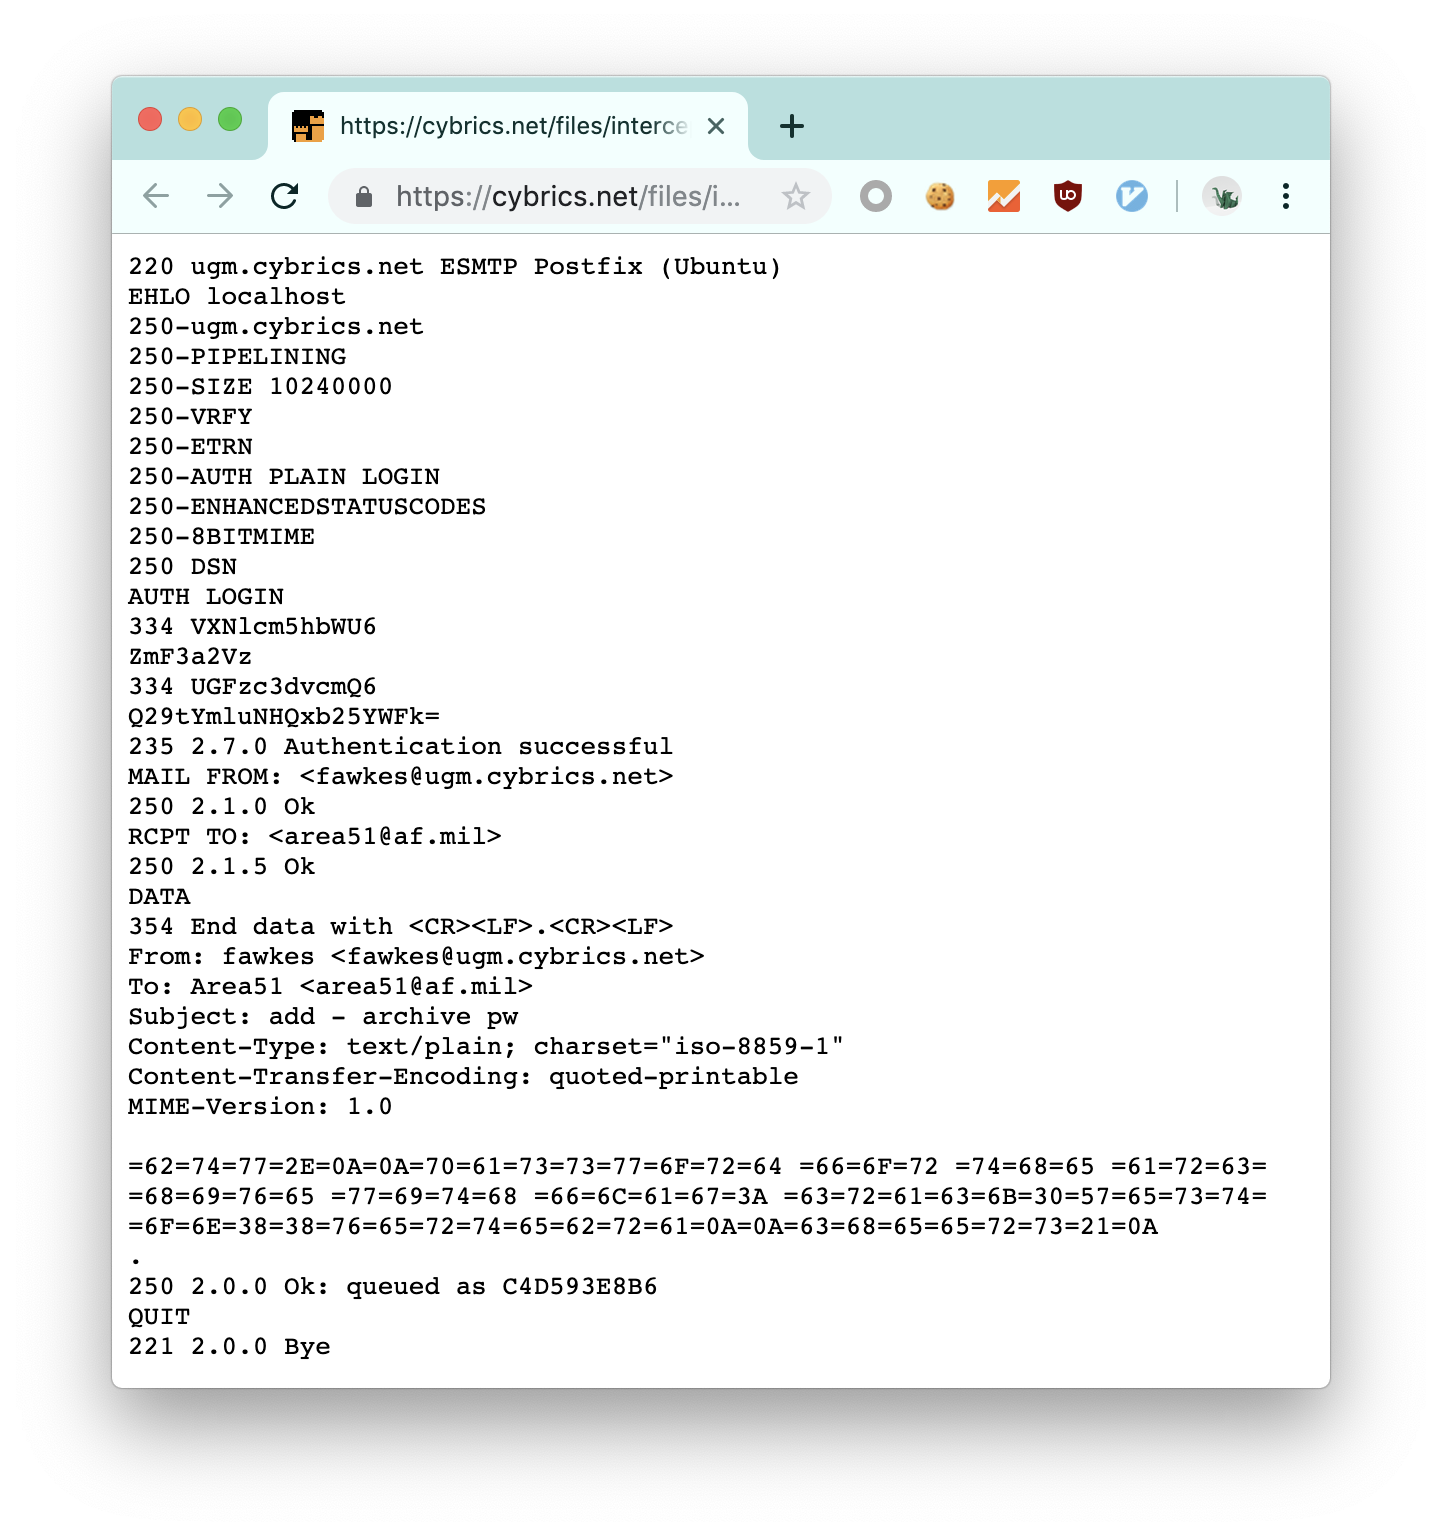 https://cybrics.net/files/interce
https://cybrics.net/files/i...
220 ugm.cybrics.net ESMTP Postfix (Ubuntu)
EHLO localhost
250-ugm.cybrics.net
250-PIPELINING
250-SIZE 10240000
250-VRFY
250-ETRN
250-AUTH PLAIN LOGIN
250-ENHANCEDSTATUSCODES
250-8BITMIME
250 DSN
AUTH LOGIN
334 VXNlcm5hbWU6
ZmF3a2Vz
334 UGFzc3dvcmQ6
Q29tYmluNHQxb25YWFk=
235 2.7.0 Authentication successful
MAIL FROM: <fawkes@ugm.cybrics.net>
250 2.1.0 Ok
RCPT TO: <area51@af.mil>
250 2.1.5 Ok
DATA
354 End data with <CR><LF>.<CR><LF>
From: fawkes <fawkes@ugm.cybrics.net>
To: Area51 <area51@af.mil>
Subject: add - archive pw
Content-Type: text/plain; charset="iso-8859-1"
Content-Transfer-Encoding: quoted-printable
MIME-Version: 1.0
=62=74=77=2E=0A=0A=70=61=73=73=77=6F=72=64 =66=6F=72 =74=68=65 =61=72=63=
=68=69=76=65 =77=69=74=68 =66=6C=61=67=3A =63=72=61=63=6B=30=57=65=73=74=
=6F=6E=38=38=76=65=72=74=65=62=72=61=0A=0A=63=68=65=65=72=73=21=0A
.
250 2.0.0 Ok: queued as C4D593E8B6
QUIT
221 2.0.0 Bye